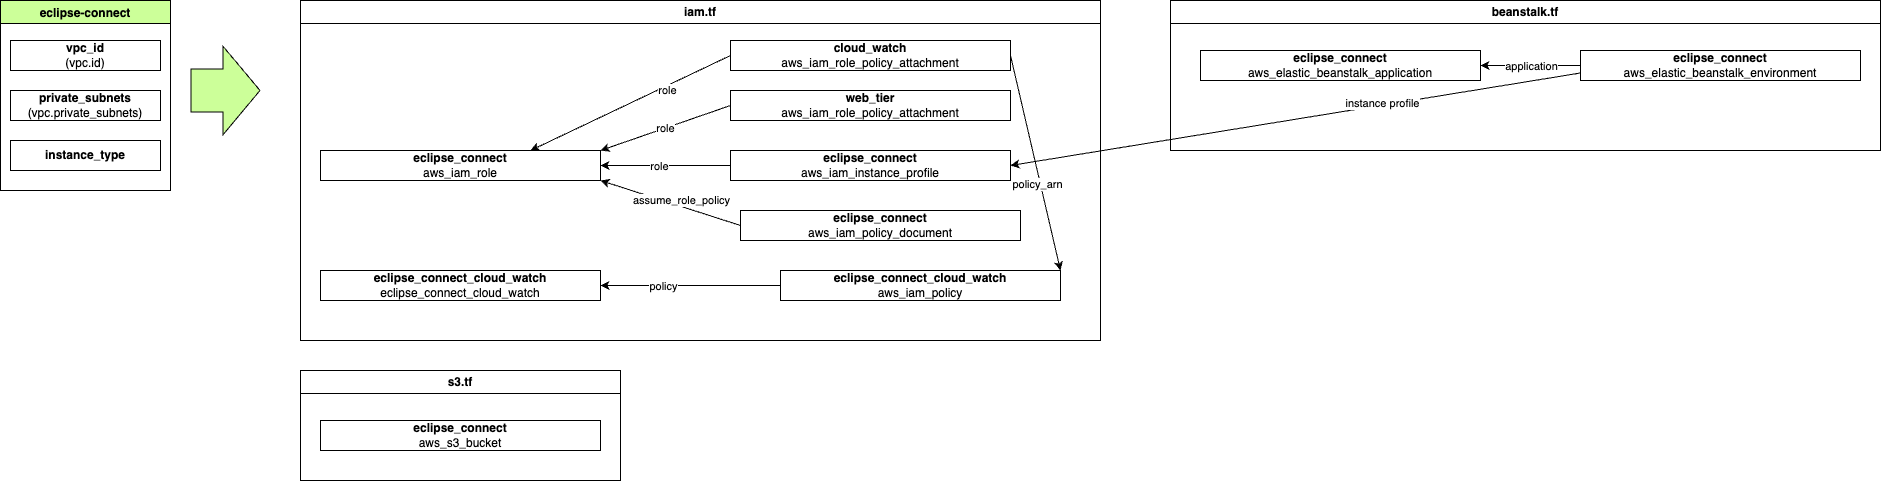 eclipse-connect
vpc_id
(vpc.id)
private_subnets
(vpc.private_subnets)
instance_type
iam.tf
cloud_watch
aws_iam_role_policy_attachment
role
web_tier
aws_iam_role_policy_attachment
role
eclipse_connect
aws_iam_role
role
eclipse_connect
aws_iam_instance_profile
policy_arn
assume_role_policy
eclipse_connect
aws_iam_policy_document
eclipse_connect_cloud_watch
eclipse_connect_cloud_watch
policy
eclipse_connect_cloud_watch
aws_iam_policy
beanstalk.tf
eclipse_connect
aws_elastic_beanstalk_application
application
eclipse_connect
aws_elastic_beanstalk_environment
instance profile
s3.tf
eclipse_connect
aws_s3_bucket